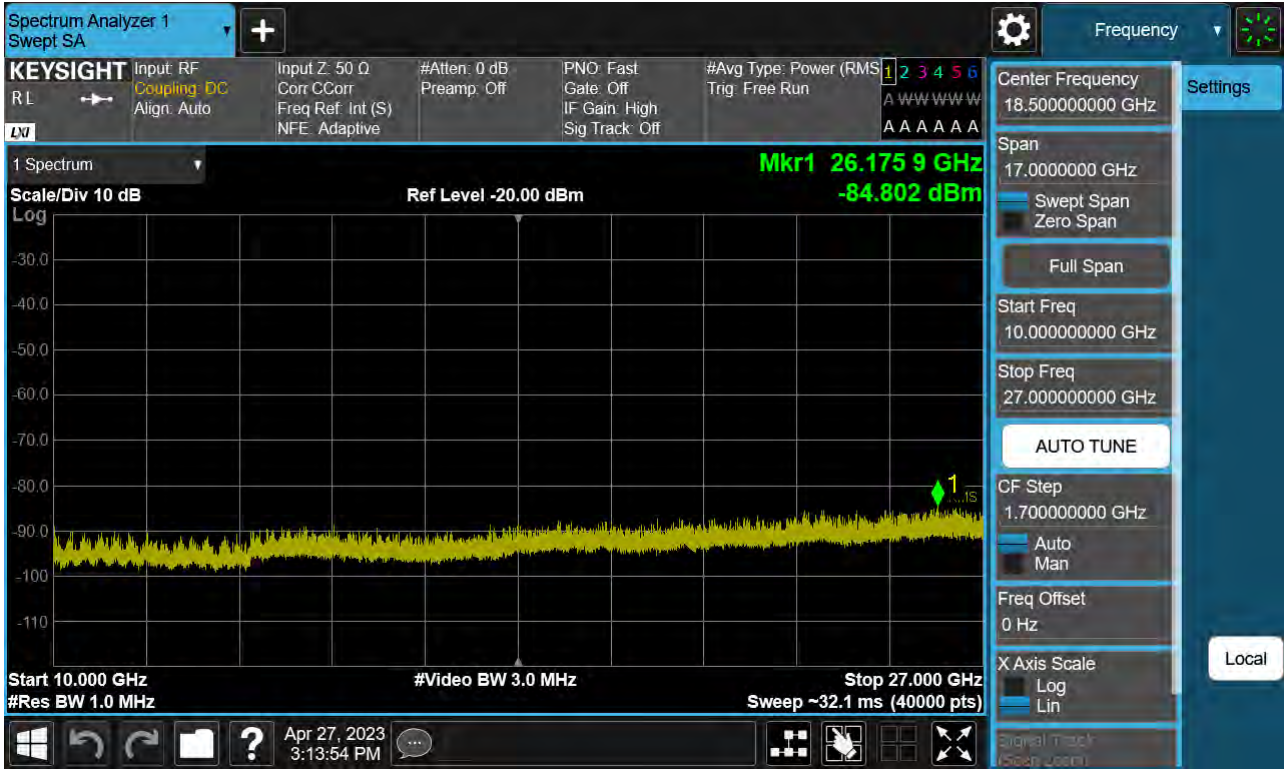 Spectrum Analyzer 1
Swept SA
+
Frequency
KEYSIGHT
R L
LXI
Input: RF
Coupling: DC
Align: Auto
Input Z: 50 Ω
Corr CCorr
Freq Ref: Int (S)
NFE: Adaptive
#Atten: 0 dB
Preamp: Off
PNO: Fast
Gate: Off
IF Gain: High
Sig Track: Off
#Avg Type: Power (RMS
Trig: Free Run
1 2 3 4 5 6
A W W W W W
A A A A A A
1 Spectrum
Scale/Div 10 dB
Log
Ref Level -20.00 dBm
Mkr1 26.175 9 GHz
-84.802 dBm
-30.0
-40.0
-50.0
-60.0
-70.0
-80.0
-90.0
-100
-110
1
Start 10.000 GHz
#Res BW 1.0 MHz
#Video BW 3.0 MHz
Stop 27.000 GHz
Sweep ~32.1 ms (40000 pts)
Center Frequency
18.500000000 GHz
Span
17.0000000 GHz
Swept Span
Zero Span
Full Span
Start Freq
10.000000000 GHz
Stop Freq
27.000000000 GHz
AUTO TUNE
CF Step
1.700000000 GHz
Auto
Man
Freq Offset
0 Hz
X Axis Scale
Log
Lin
Signal Track
(Span Zoom)
Settings
Local
?
Apr 27, 2023
3:13:54 PM